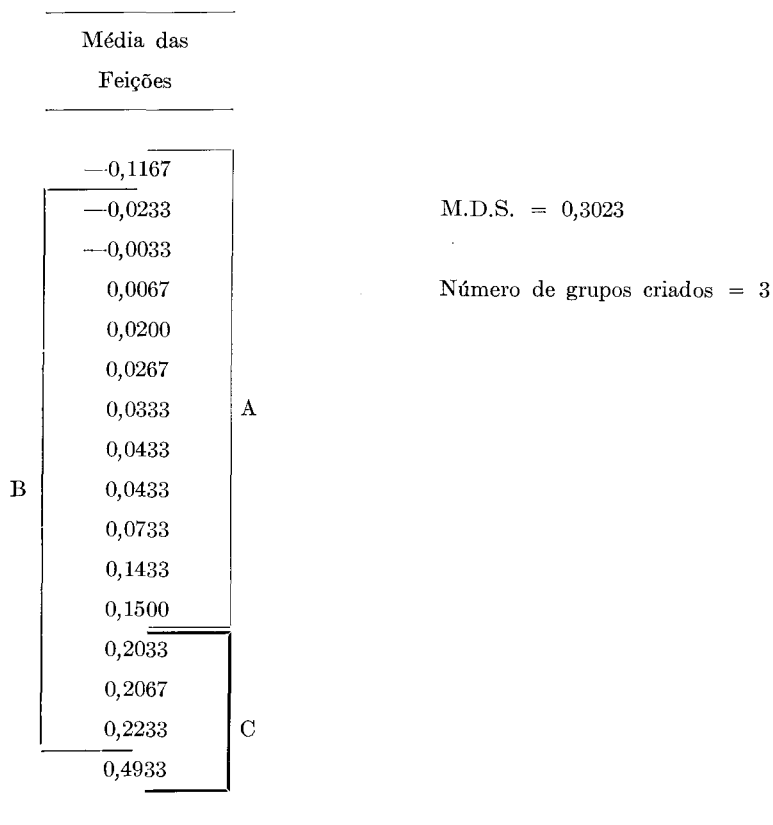 Média das
Feições
—0,1167
—0,0233
—0,0033
0,0067
0,0200
0,0267
0,0333
0,0433
0,0433
0,0733
0,1433
0,1500
0,2033
0,2067
0,2233
0,4933
A
B
C
M.D.S. = 0,3023
Número de grupos criados = 3